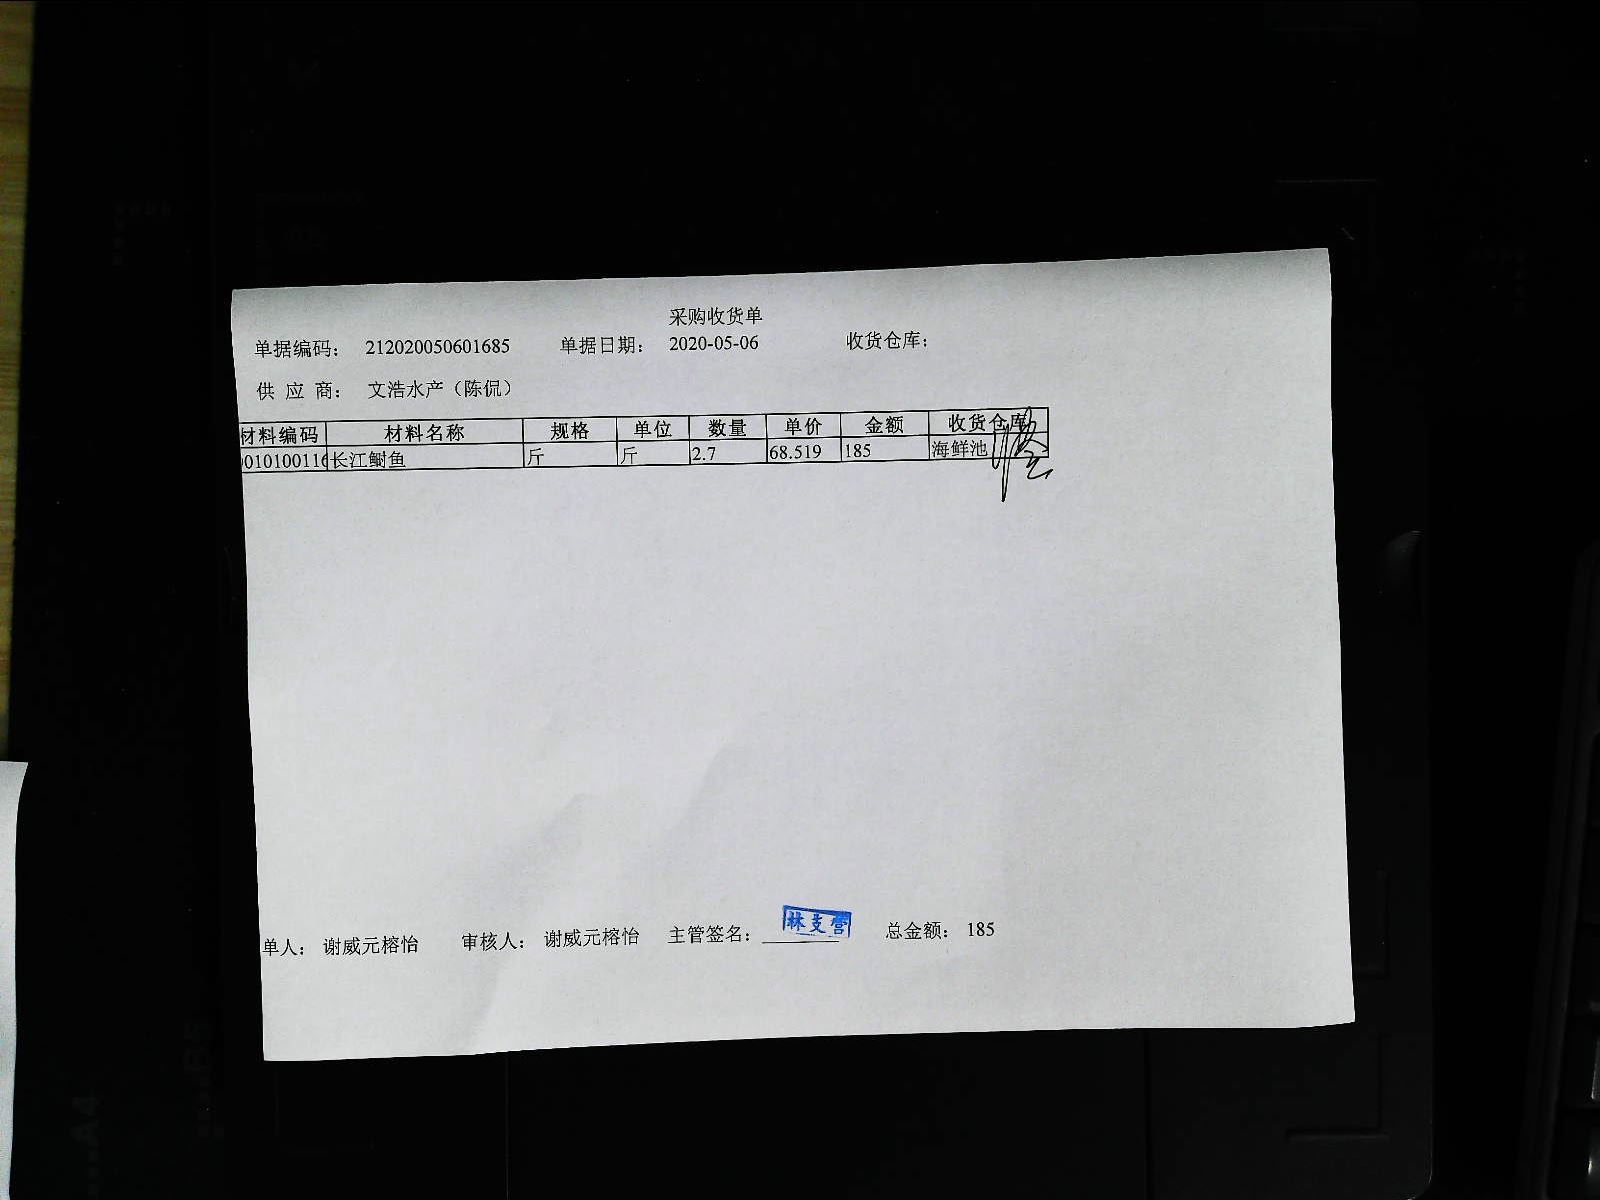 采购收货单
单据编码: 212020050601685 单据日期: 2020-05-06 收货仓库:
供 应 商: 文浩水产（陈侃）
材料编码 材料名称 规格 单位 数量 单价 金额 收货仓库
长江鲥鱼 斤 斤 2.7 68.519 185 海鲜池
单人: 谢威元榕怡 审核人: 谢威元榕怡 主管签名: 林支营 总金额: 185